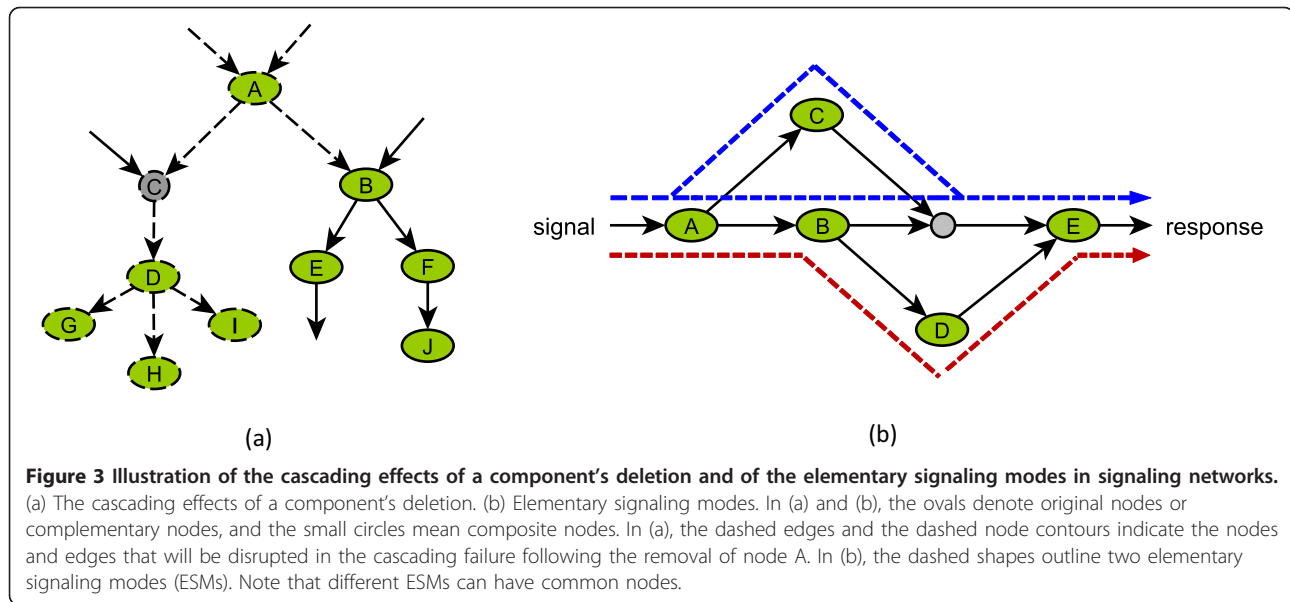 A
C
B
D
E
F
G
I
H
J
(a)
C
signal
A
B
E
response
D
(b)
Figure 3 Illustration of the cascading effects of a component's deletion and of the elementary signaling modes in signaling networks.
(a) The cascading effects of a component's deletion. (b) Elementary signaling modes. In (a) and (b), the ovals denote original nodes or
complementary nodes, and the small circles mean composite nodes. In (a), the dashed edges and the dashed node contours indicate the nodes
and edges that will be disrupted in the cascading failure following the removal of node A. In (b), the dashed shapes outline two elementary
signaling modes (ESMs). Note that different ESMs can have common nodes.